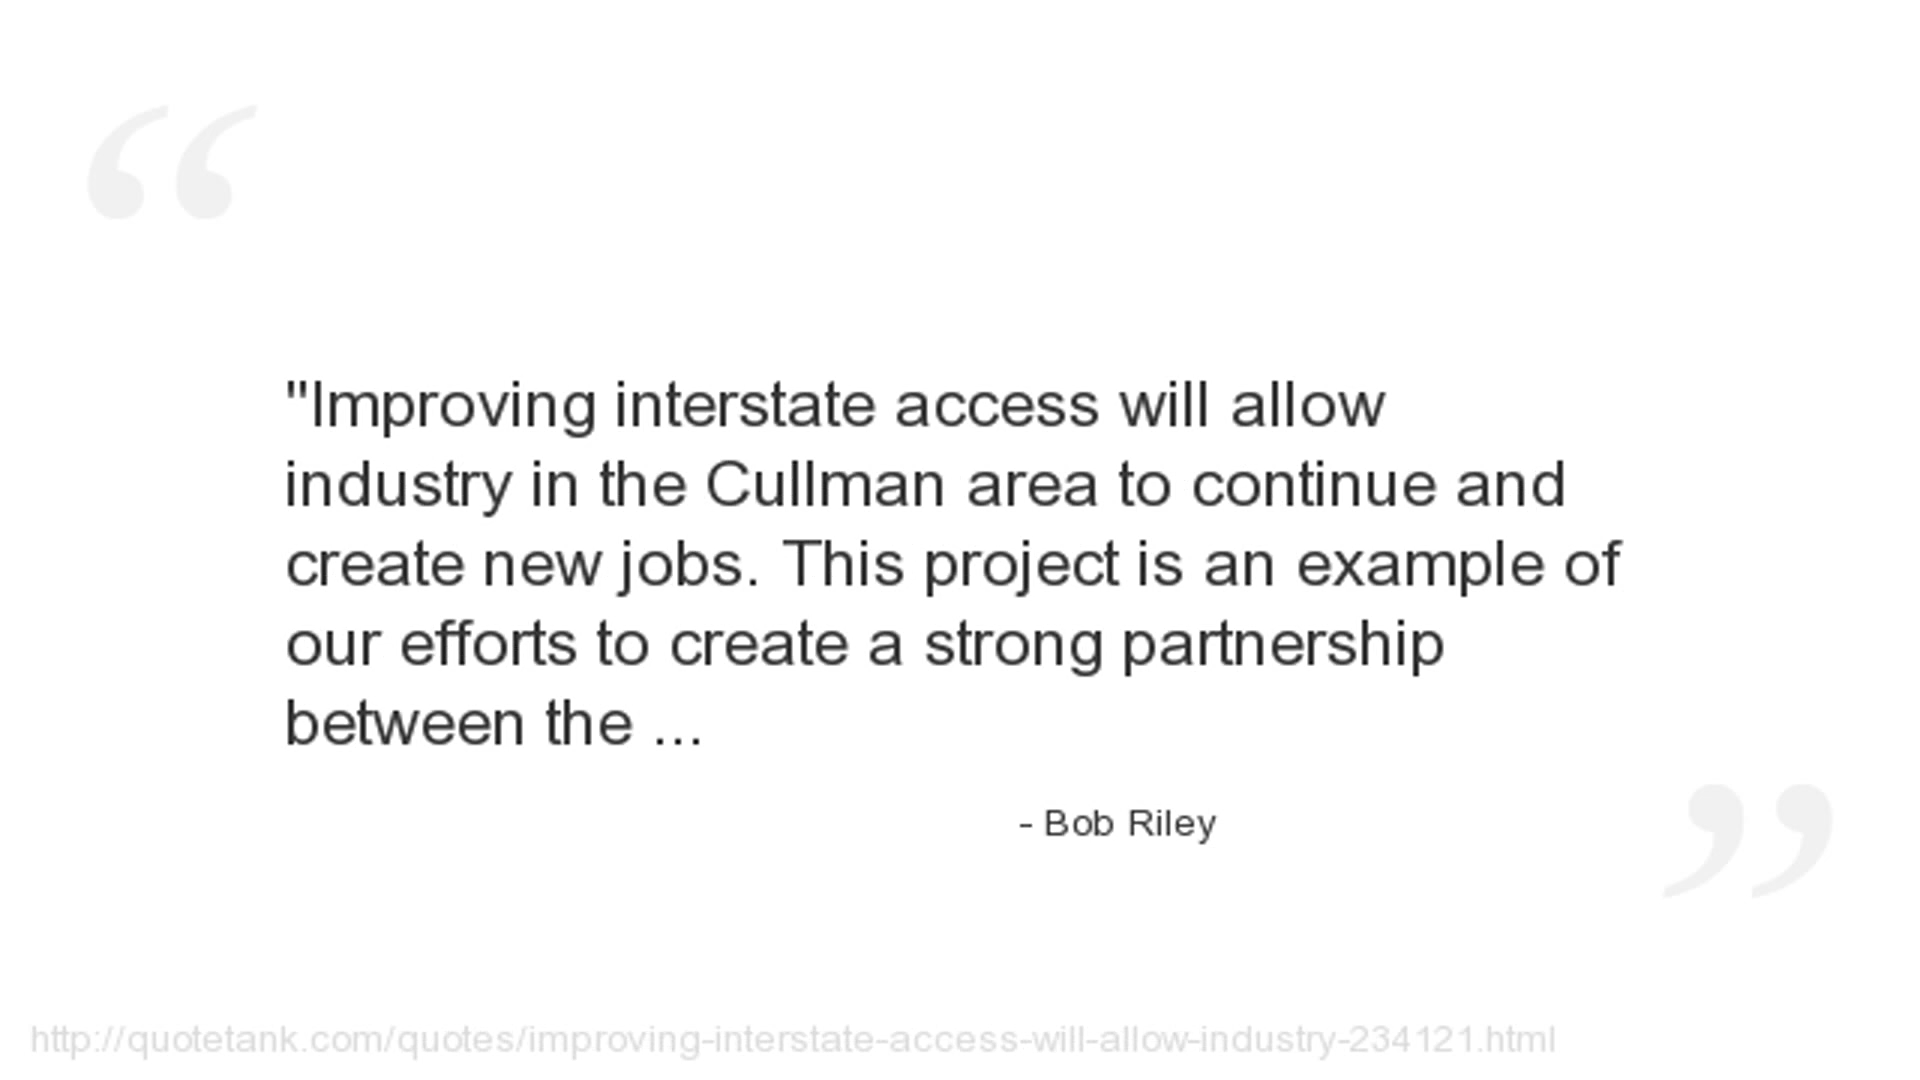 "Improving interstate access will allow
industry in the Cullman area to continue and
create new jobs. This project is an example of
our efforts to create a strong partnership
between the ...
- Bob Riley
http://quotetank.com/quotes/improving-interstate-access-will-allow-industry-234121.html